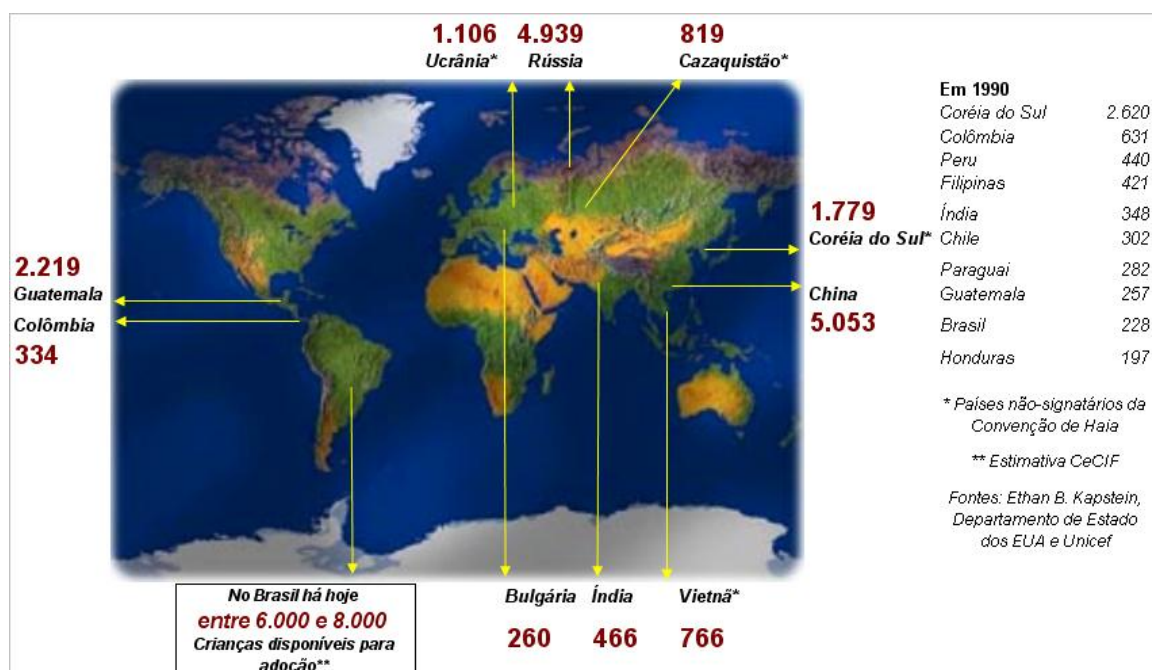 1.106 4.939 819
Ucrânia* Rússia Cazaquistão*
2.219
Guatemala
Colômbia
334
1.779
Coréia do Sul*
China
5.053
No Brasil há hoje
entre 6.000 e 8.000
Crianças disponíveis para
adoção**
Bulgária Índia Vietnã*
260 466 766
Em 1990
Coréia do Sul 2.620
Colômbia 631
Peru 440
Filipinas 421
Índia 348
Chile 302
Paraguai 282
Guatemala 257
Brasil 228
Honduras 197
* Países não-signatários da
Convenção de Haia
** Estimativa CeCIF
Fontes: Ethan B. Kapstein,
Departamento de Estado
dos EUA e Unicef